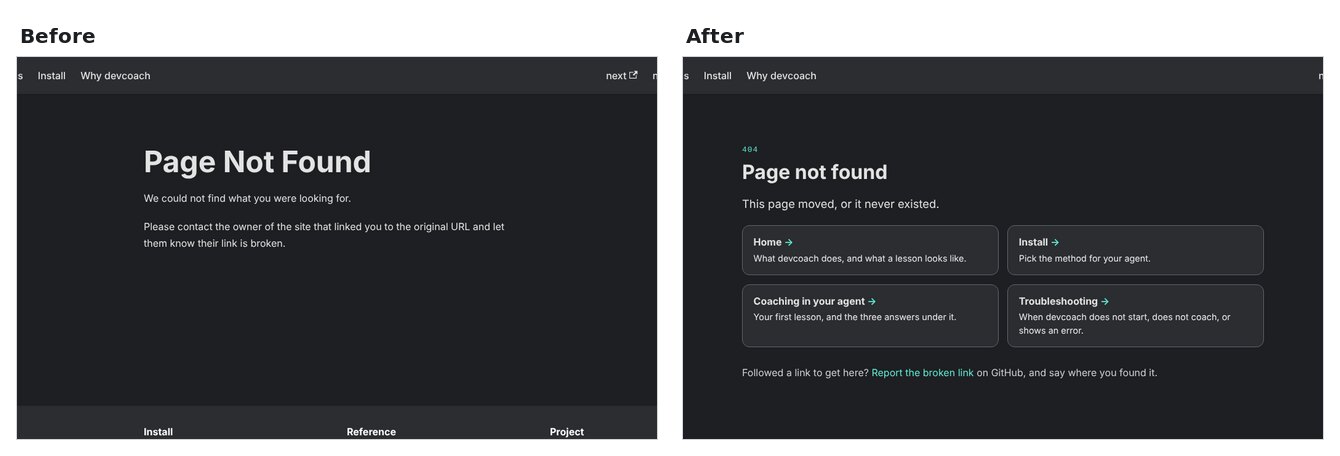 Before
s Install Why devcoach next
Page Not Found
We could not find what you were looking for.
Please contact the owner of the site that linked you to the original URL and let
them know their link is broken.
Install Reference Project
After
s Install Why devcoach
404
Page not found
This page moved, or it never existed.
Home →
What devcoach does, and what a lesson looks like.
Install →
Pick the method for your agent.
Coaching in your agent →
Your first lesson, and the three answers under it.
Troubleshooting →
When devcoach does not start, does not coach, or
shows an error.
Followed a link to get here? Report the broken link on GitHub, and say where you found it.